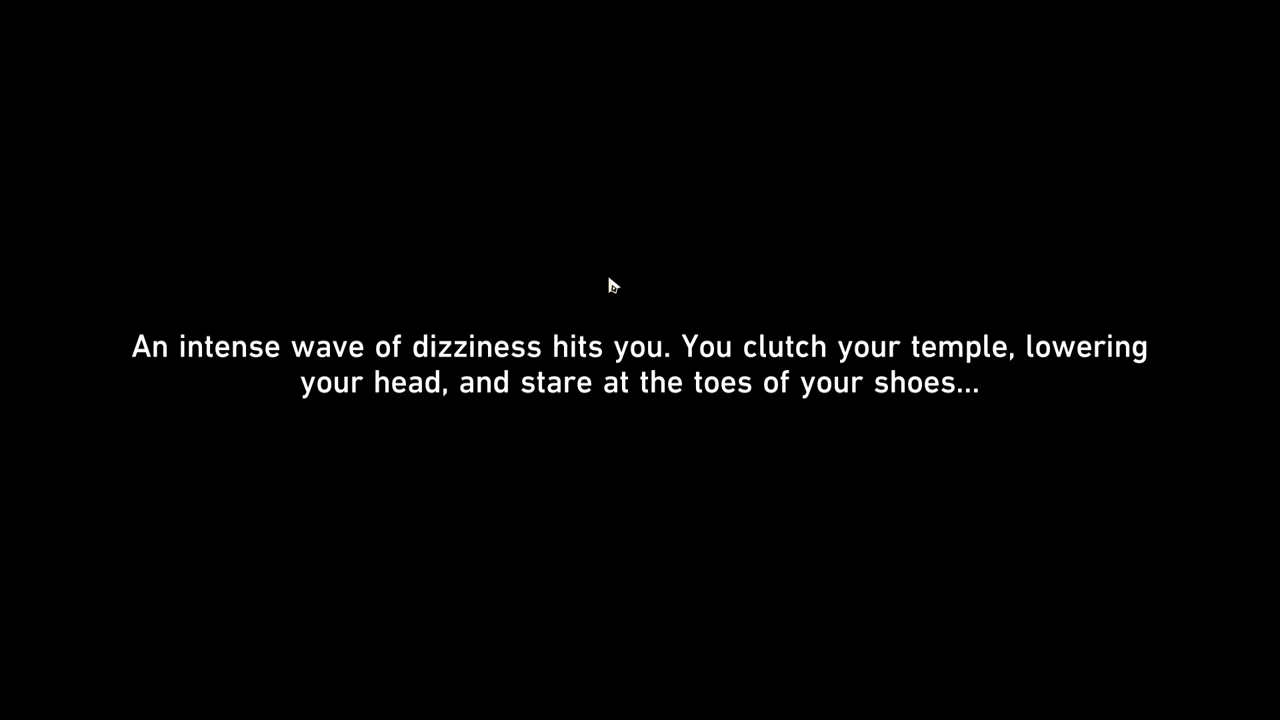 An intense wave of dizziness hits you. You clutch your temple, lowering
your head, and stare at the toes of your shoes...